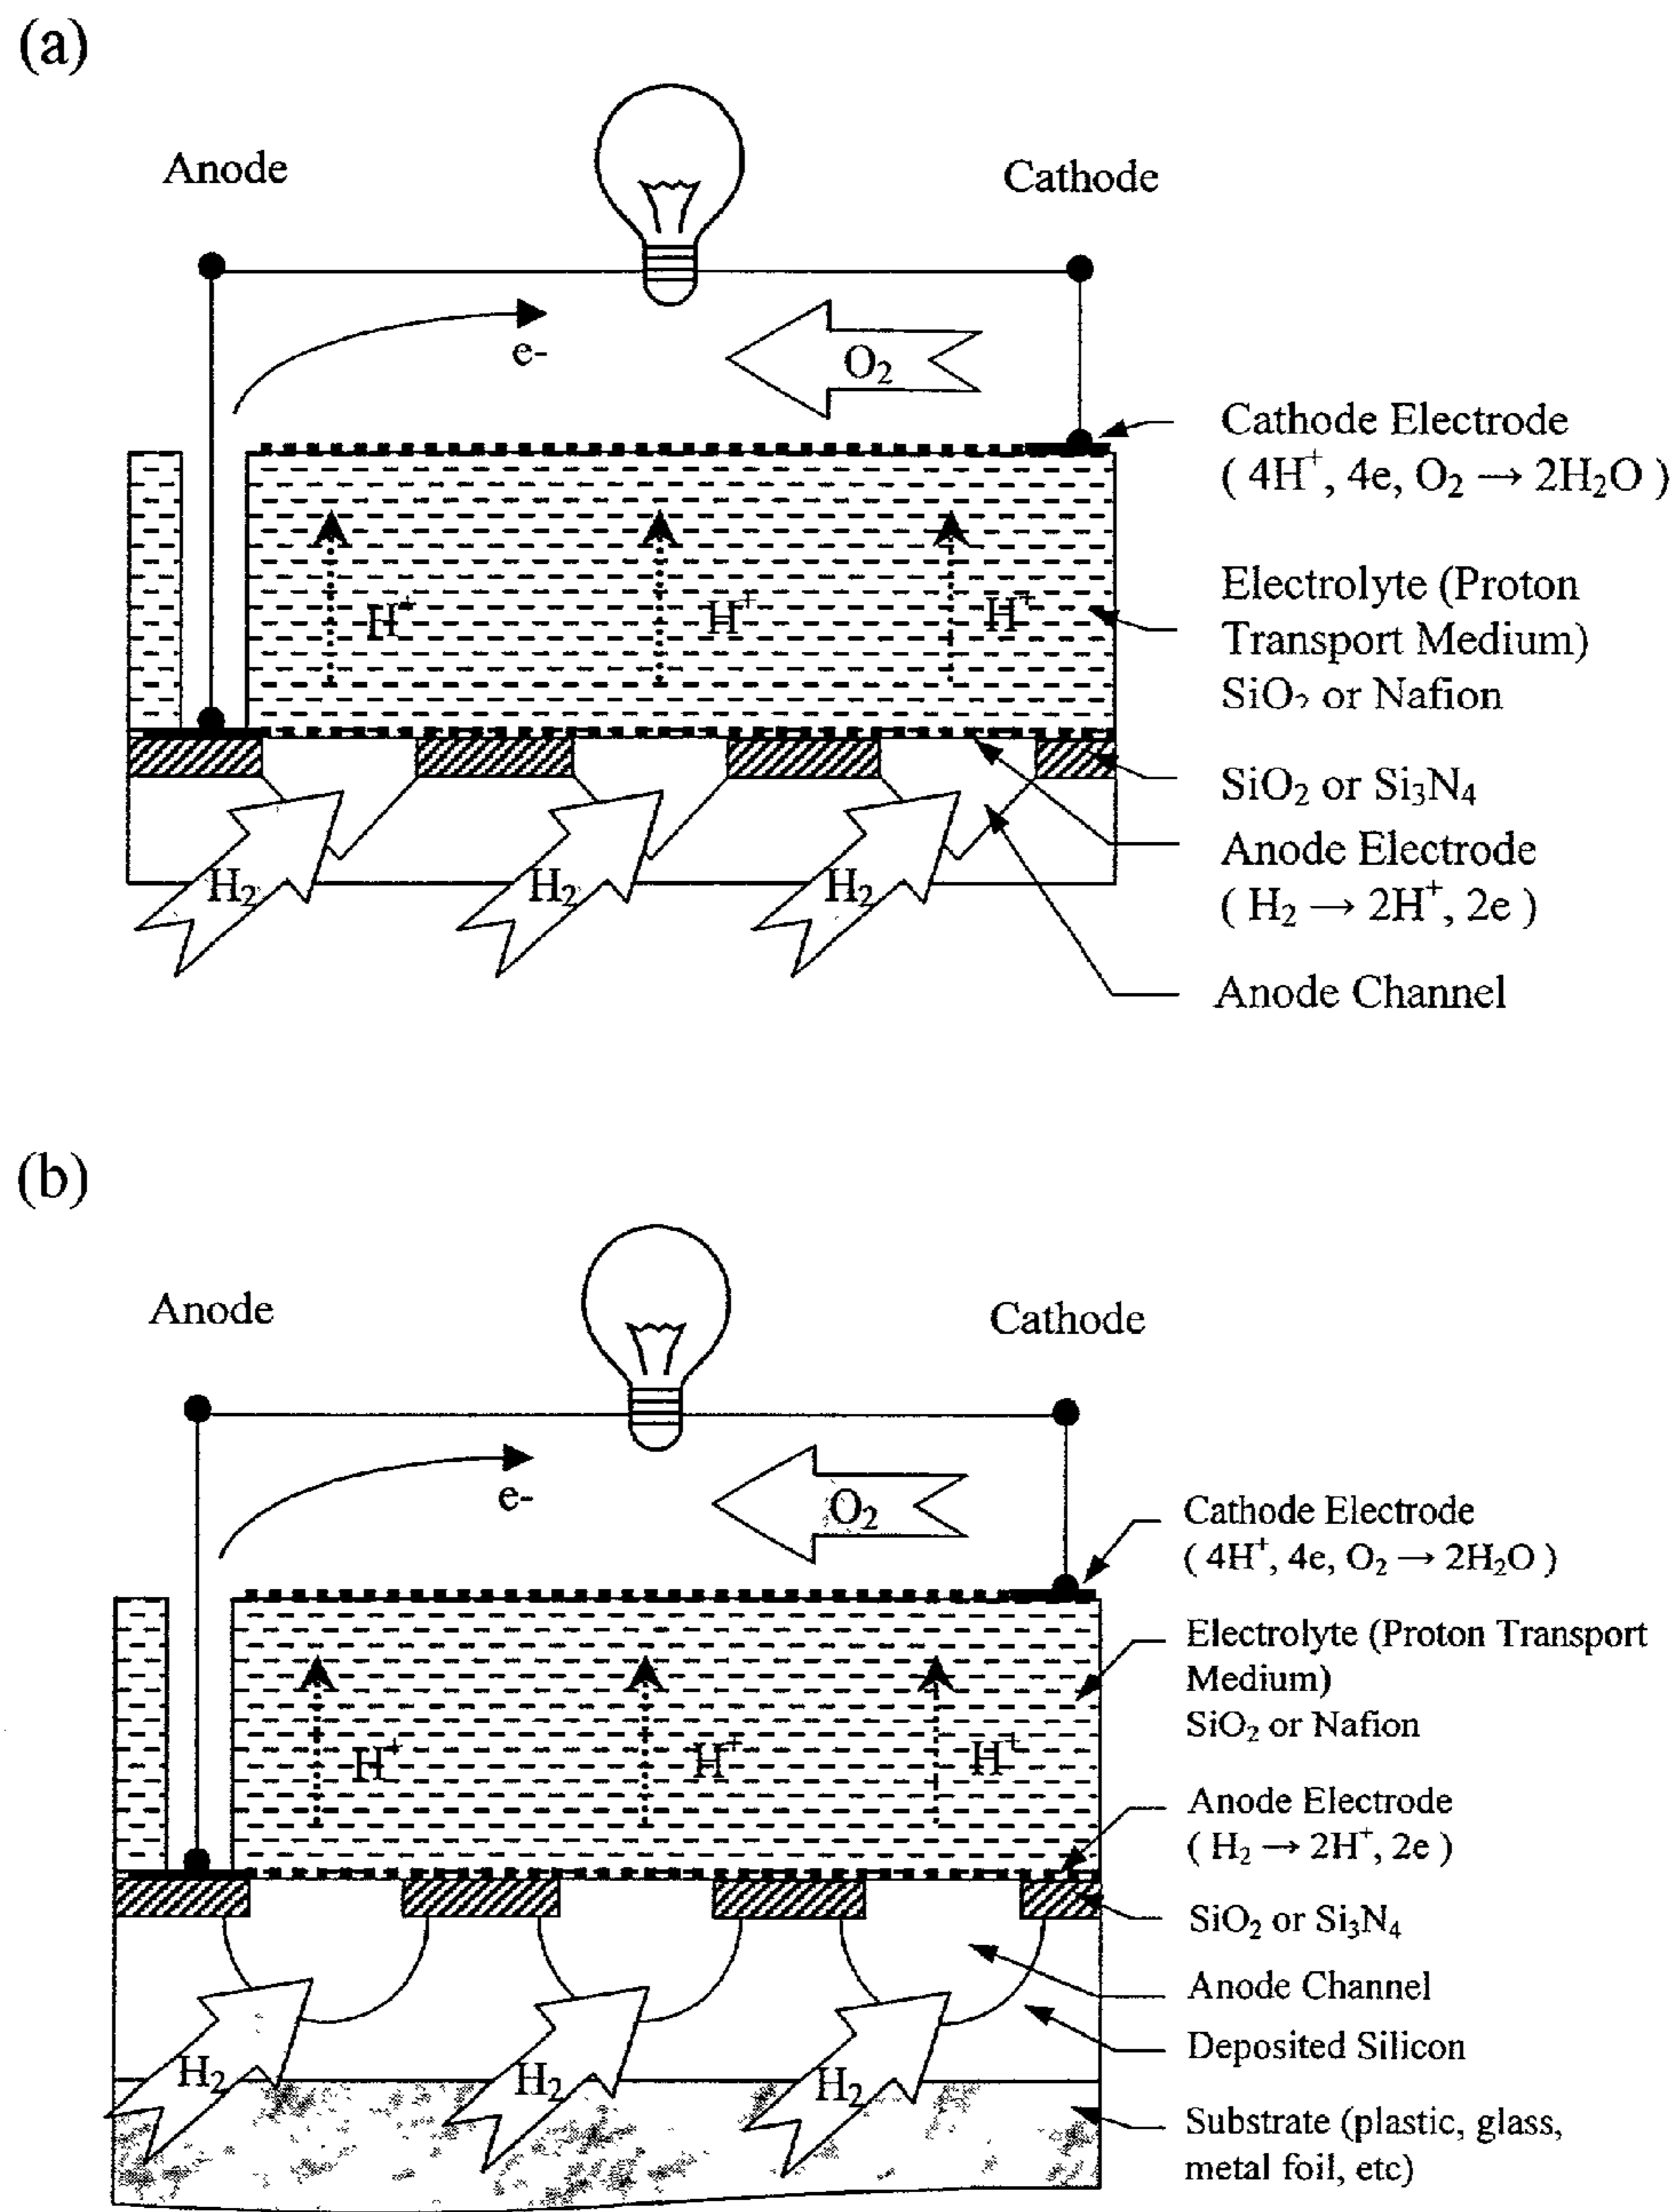 (a)
Anode
Cathode
e-
O₂
Cathode Electrode
( 4H⁺, 4e, O₂ → 2H₂O )
H⁺
H⁺
H⁺
Electrolyte (Proton
Transport Medium)
SiO₂ or Nafion
SiO₂ or Si₃N₄
Anode Electrode
( H₂ → 2H⁺, 2e )
H₂
H₂
H₂
Anode Channel
(b)
Anode
Cathode
e-
O₂
Cathode Electrode
( 4H⁺, 4e, O₂ → 2H₂O )
Electrolyte (Proton Transport
Medium)
SiO₂ or Nafion
H⁺
H⁺
H⁺
Anode Electrode
( H₂ → 2H⁺, 2e )
SiO₂ or Si₃N₄
Anode Channel
Deposited Silicon
H₂
H₂
H₂
Substrate (plastic, glass,
metal foil, etc)